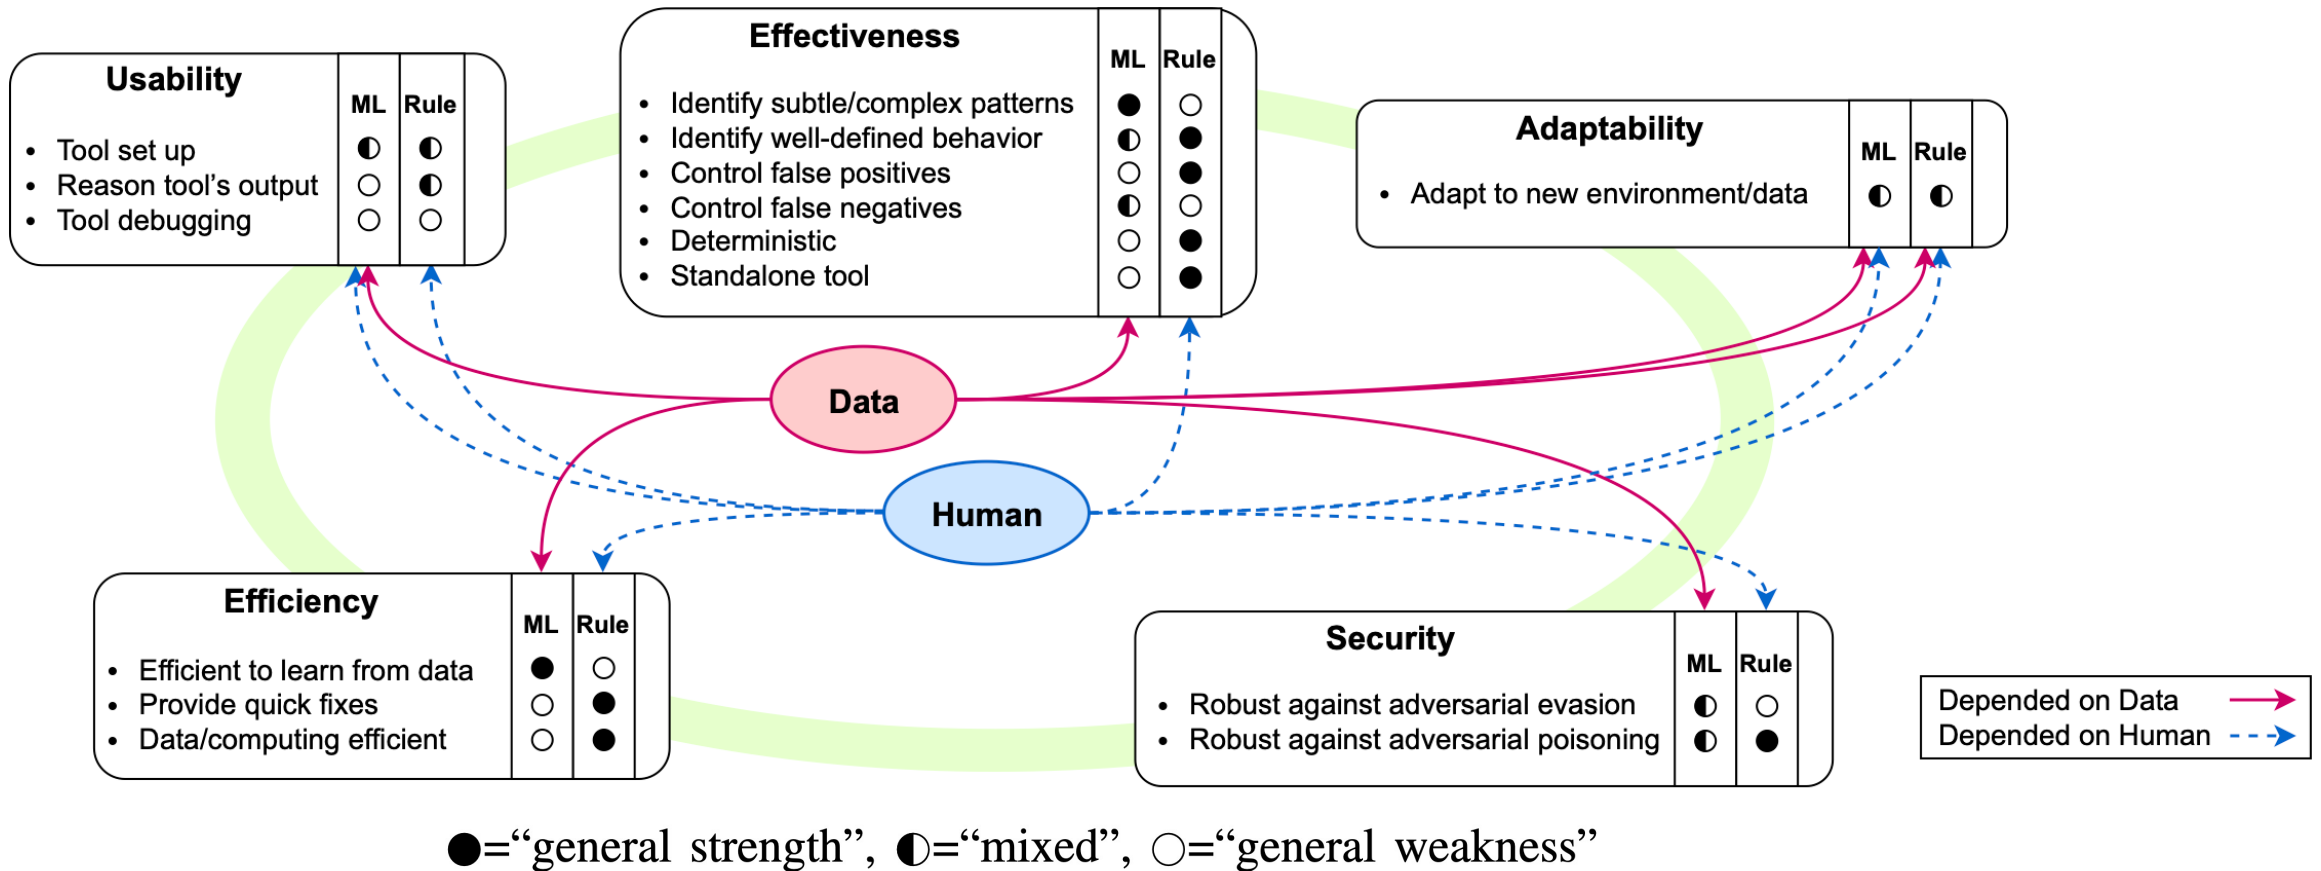 Usability
ML Rule
• Tool set up ◐ ◐
• Reason tool’s output ○ ◐
• Tool debugging ○ ○
Effectiveness
ML Rule
• Identify subtle/complex patterns ● ○
• Identify well-defined behavior ◐ ●
• Control false positives ○ ●
• Control false negatives ◐ ○
• Deterministic ○ ●
• Standalone tool ○ ●
Adaptability
ML Rule
• Adapt to new environment/data ◐ ◐
Data
Human
Efficiency
ML Rule
• Efficient to learn from data ● ○
• Provide quick fixes ○ ●
• Data/computing efficient ○ ●
Security
ML Rule
• Robust against adversarial evasion ◐ ○
• Robust against adversarial poisoning ◐ ●
Depended on Data
Depended on Human
●=“general strength”, ◐=“mixed”, ○=“general weakness”